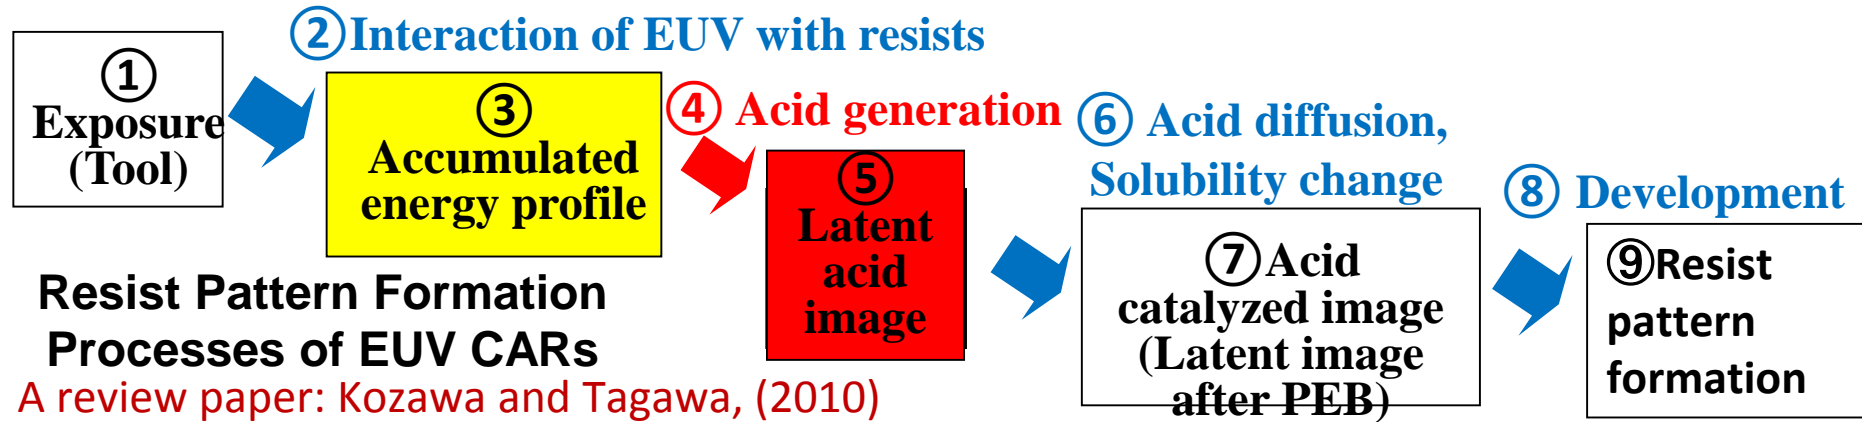 ①
Exposure
(Tool)
②Interaction of EUV with resists
③
Accumulated
energy profile
④ Acid generation
⑤
Latent
acid
image
⑥ Acid diffusion,
Solubility change
⑦Acid
catalyzed image
(Latent image
after PEB)
⑧ Development
⑨Resist
pattern
formation
Resist Pattern Formation
Processes of EUV CARs
A review paper: Kozawa and Tagawa, (2010)